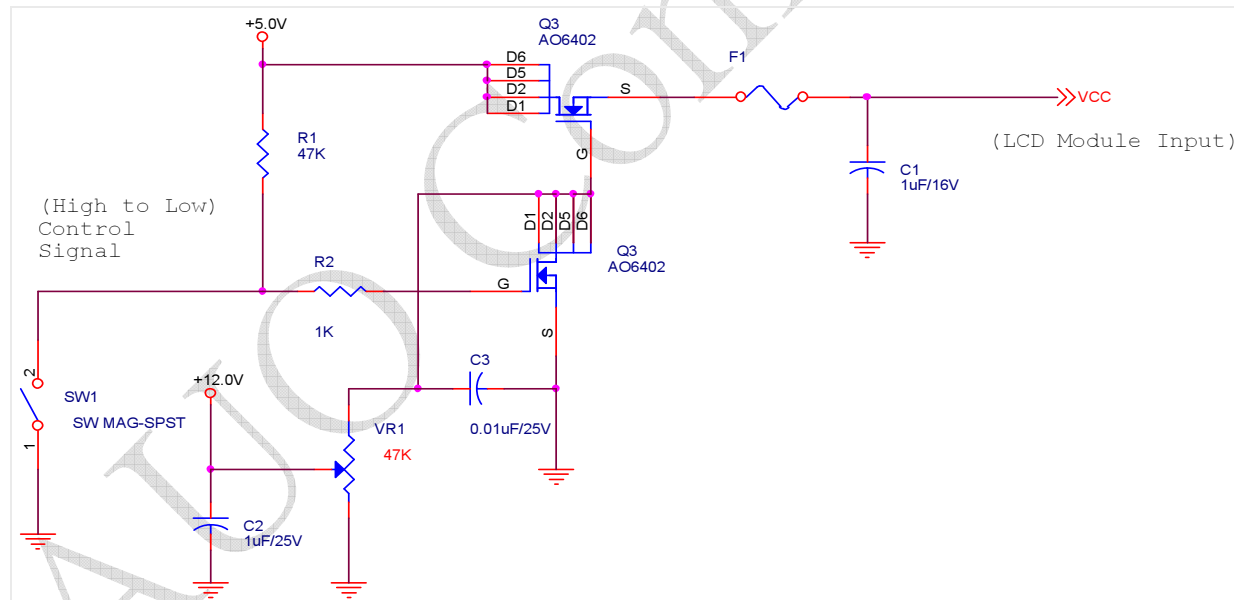 +5.0V
Q3
AO6402
D6
D5
D2
D1
S
G
F1
VCC
(LCD Module Input)
C1
1uF/16V
R1
47K
(High to Low)
Control
Signal
D1
D2
D5
D6
Q3
AO6402
R2
1K
G
S
2
SW1
SW MAG-SPST
1
+12.0V
C3
0.01uF/25V
VR1
47K
C2
1uF/25V
AUO Con